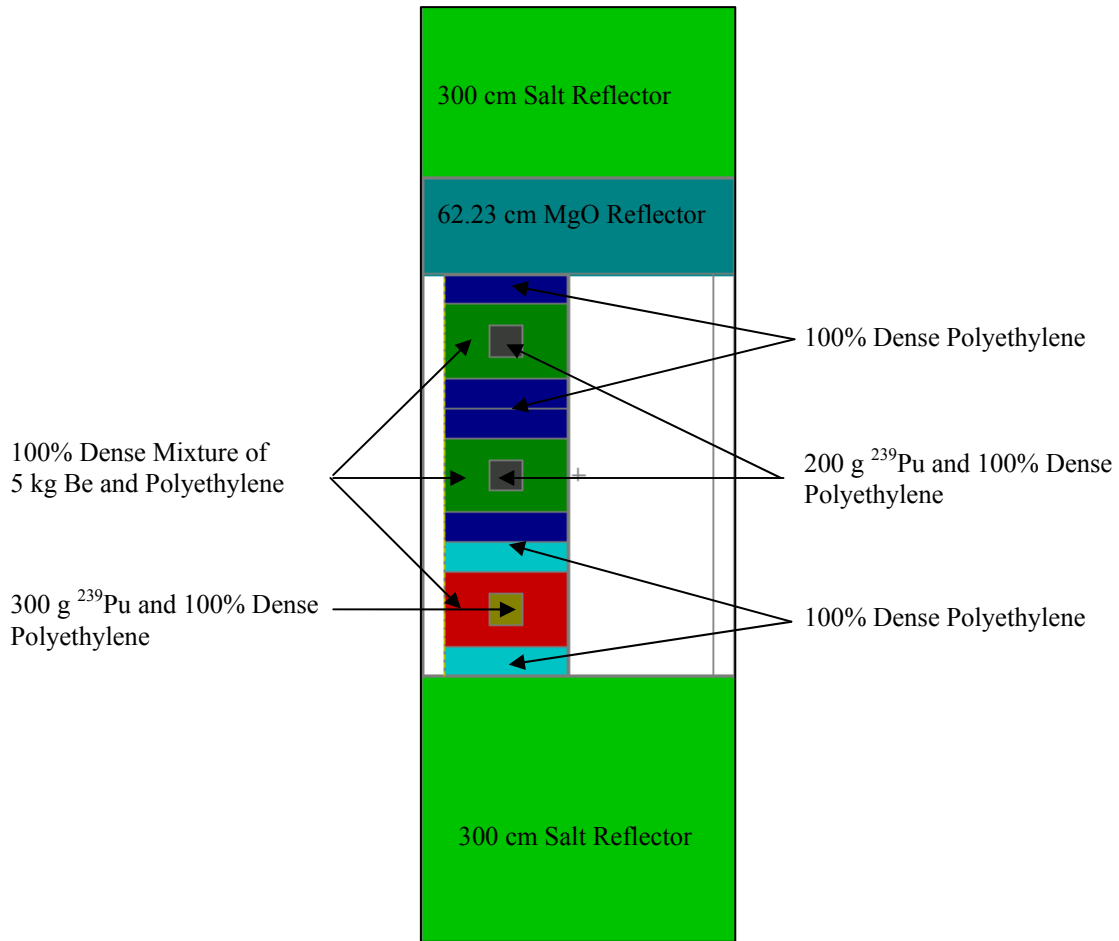 300 cm Salt Reflector
62.23 cm MgO Reflector
100% Dense Polyethylene
100% Dense Mixture of
5 kg Be and Polyethylene
200 g ²³⁹Pu and 100% Dense
Polyethylene
300 g ²³⁹Pu and 100% Dense
Polyethylene
100% Dense Polyethylene
300 cm Salt Reflector